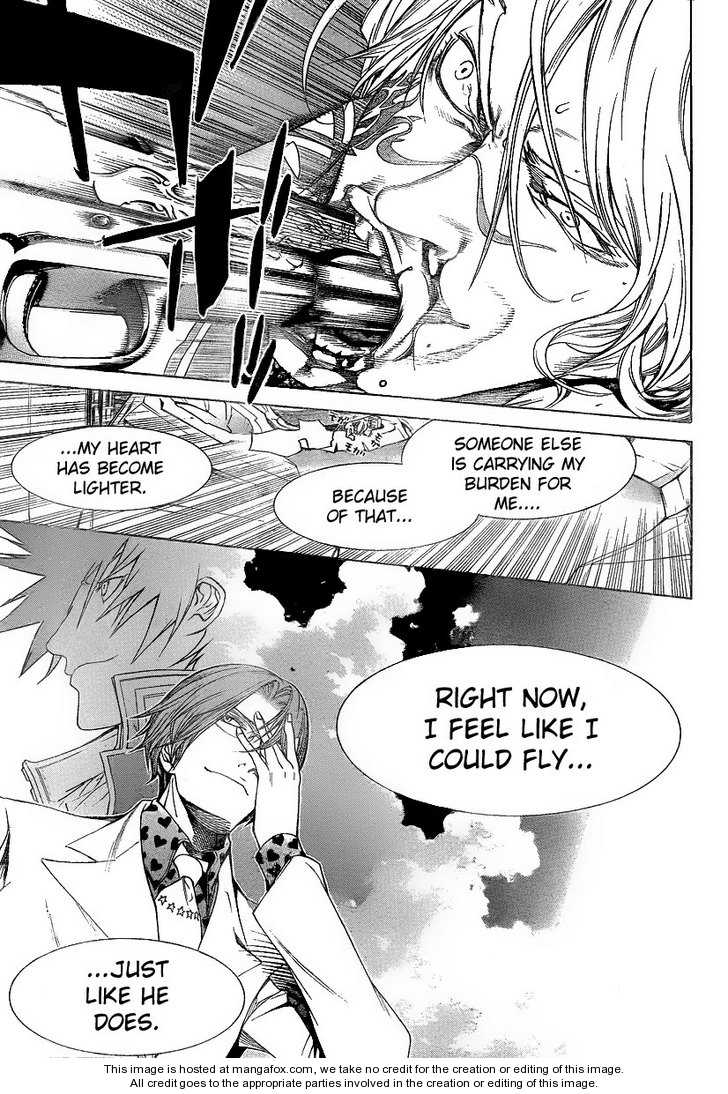 SOMEONE ELSE
IS CARRYING MY
BURDEN FOR
ME....
BECAUSE
OF THAT...
...MY HEART
HAS BECOME
LIGHTER.
RIGHT NOW,
I FEEL LIKE I
COULD FLY...
...JUST
LIKE HE
DOES.
This image is hosted at mangafox.com, we take no credit for the creation or editing of this image.
All credit goes to the appropriate parties involved in the creation or editing of this image.